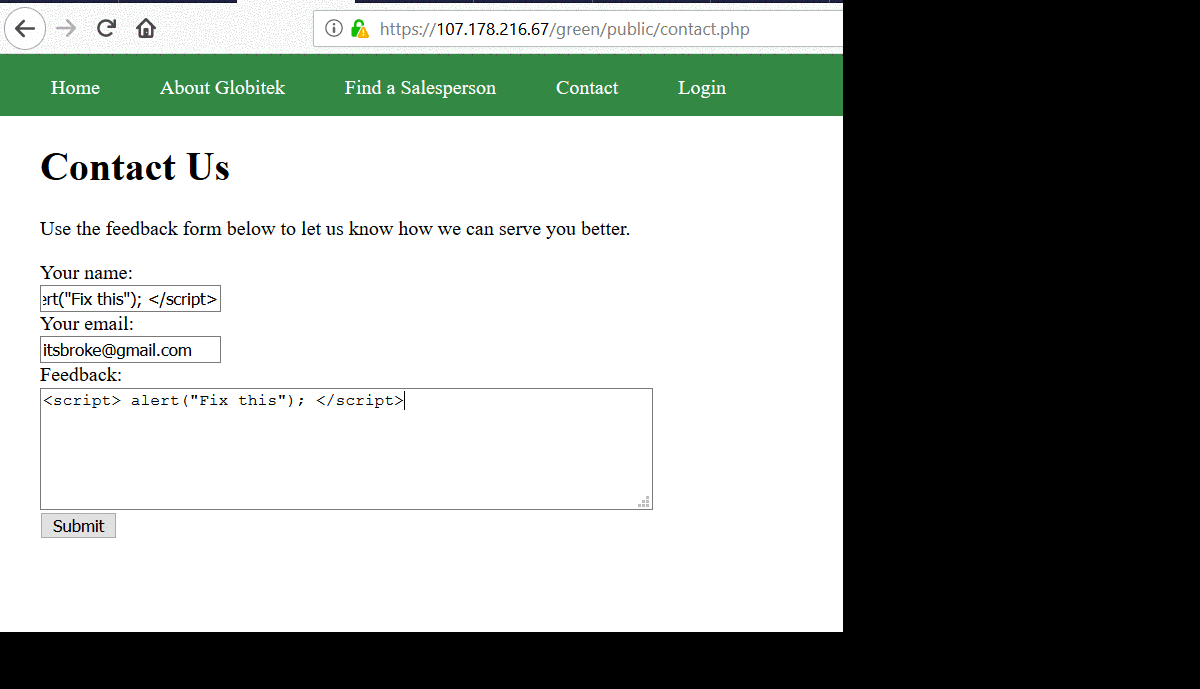 https://107.178.216.67/green/public/contact.php
Home About Globitek Find a Salesperson Contact Login
Contact Us
Use the feedback form below to let us know how we can serve you better.
Your name:
ert("Fix this"); </script>
Your email:
itsbroke@gmail.com
Feedback:
<script> alert("Fix this"); </script>
Submit